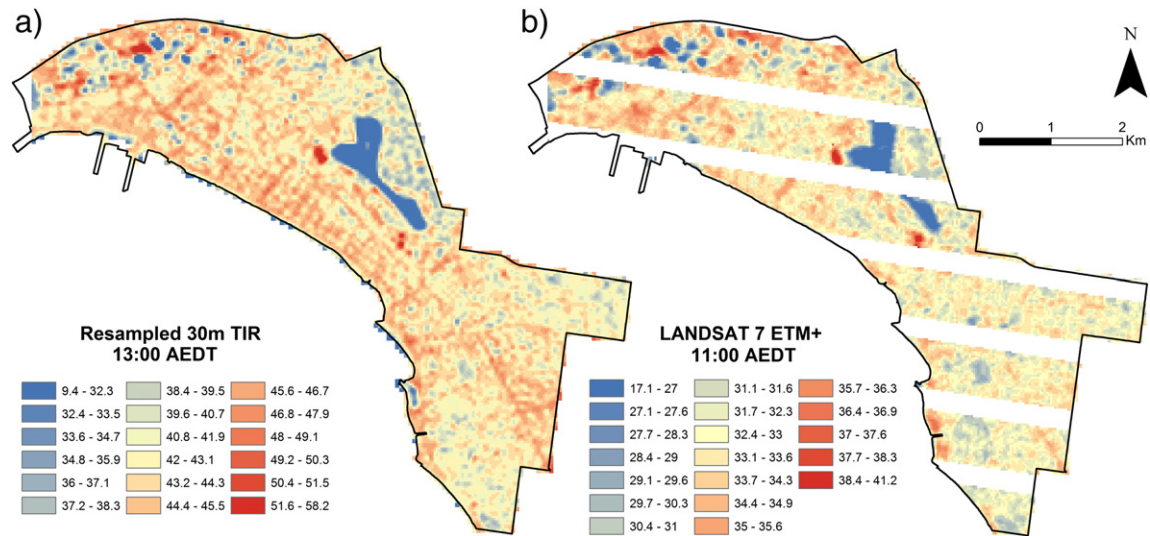 a)
b)
N
0 1 2
Km
Resampled 30m TIR
13:00 AEDT
9.4 - 32.3 38.4 - 39.5 45.6 - 46.7
32.4 - 33.5 39.6 - 40.7 46.8 - 47.9
33.6 - 34.7 40.8 - 41.9 48 - 49.1
34.8 - 35.9 42 - 43.1 49.2 - 50.3
36 - 37.1 43.2 - 44.3 50.4 - 51.5
37.2 - 38.3 44.4 - 45.5 51.6 - 58.2
LANDSAT 7 ETM+
11:00 AEDT
17.1 - 27 31.1 - 31.6 35.7 - 36.3
27.1 - 27.6 31.7 - 32.3 36.4 - 36.9
27.7 - 28.3 32.4 - 33 37 - 37.6
28.4 - 29 33.1 - 33.6 37.7 - 38.3
29.1 - 29.6 33.7 - 34.3 38.4 - 41.2
29.7 - 30.3 34.4 - 34.9
30.4 - 31 35 - 35.6